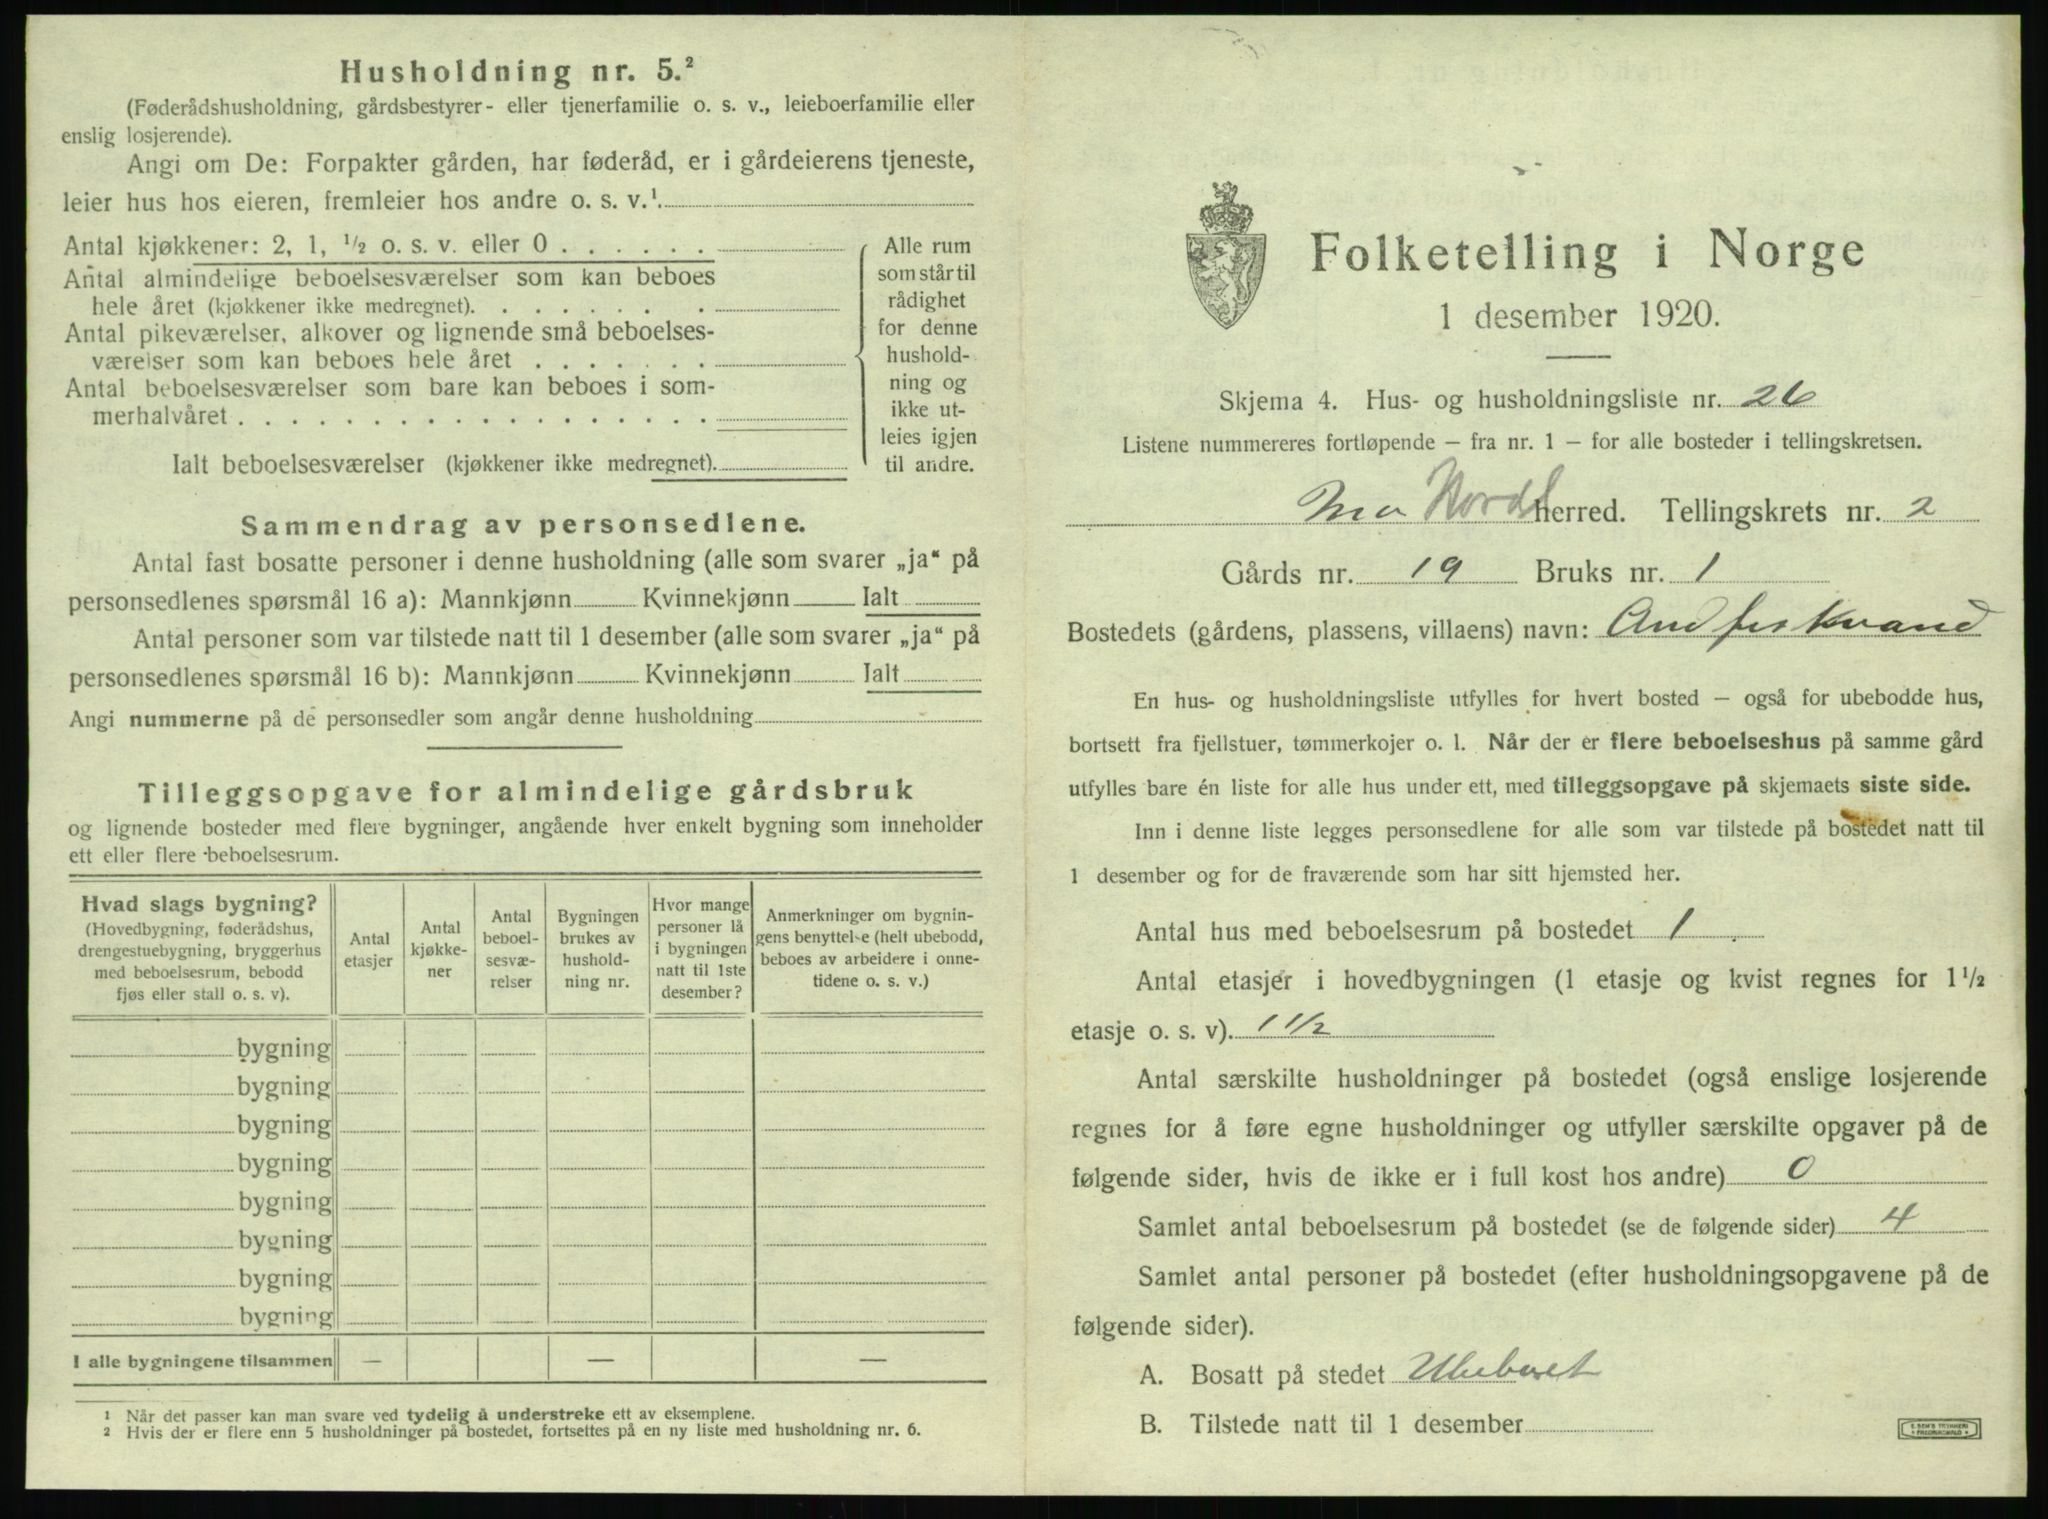 Husholdning nr. 5.²
(Føderådshusholdning, gårdsbestyrer- eller tjenerfamilie o. s. v., leieboerfamilie eller
enslig losjerende).
Angi om De: Forpakter gården, har føderåd, er i gårdeierens tjeneste,
leier hus hos eieren, fremleier hos andre o. s. v.¹
Antal kjøkkener: 2, 1, ½ o. s. v. eller 0 . . . . . .
Antal almindelige beboelsesværelser som kan beboes
hele året (kjøkkener ikke medregnet). . . . . . . . .
Antal pikeværelser, alkover og lignende små beboelses-
værelser som kan beboes hele året . . . . . . .
Antal beboelsesværelser som bare kan beboes i som-
merhalvåret . . . . . . . . . . . . . . . . . .
Ialt beboelsesværelser (kjøkkener ikke medregnet).
Alle rum
som står til
rådighet
for denne
hushold-
ning og
ikke ut-
leies igjen
til andre.
Sammendrag av personsedlene.
Antal fast bosatte personer i denne husholdning (alle som svarer „ja“ på
personsedlenes spørsmål 16 a): Mannkjønn Kvinnekjønn Ialt
Antal personer som var tilstede natt til 1 desember (alle som svarer „ja“ på
personsedlenes spørsmål 16 b): Mannkjønn Kvinnekjønn Ialt
Angi nummerne på de personsedler som angår denne husholdning
Tilleggsopgave for almindelige gårdsbruk
og lignende bosteder med flere bygninger, angående hver enkelt bygning som inneholder
ett eller flere beboelsesrum.
Hvad slags bygning?
(Hovedbygning, føderådshus,
drengestuebygning, bryggerhus
med beboelsesrum, bebodd
fjøs eller stall o. s. v).
Antal
etasjer
Antal
kjøkke-
ner
Antal
beboel-
sesvæ-
relser
Bygningen
brukes av
hushold-
ning nr.
Hvor mange
personer lå
i bygningen
natt til 1ste
desember?
Anmerkninger om bygnin-
gens benyttelse (helt ubebodd,
beboes av arbeidere i onne-
tidene o. s. v.)
bygning
bygning
bygning
bygning
bygning
bygning
bygning
bygning
I alle bygningene tilsammen — — —
¹ Når det passer kan man svare ved tydelig å understreke ett av eksemplene.
² Hvis der er flere enn 5 husholdninger på bostedet, fortsettes på en ny liste med husholdning nr. 6.
Folketelling i Norge
1 desember 1920.
Skjema 4. Hus- og husholdningsliste nr. 26
Listene nummereres fortløpende — fra nr. 1 — for alle bosteder i tellingskretsen.
Mo Nord herred. Tellingskrets nr. 2
Gårds nr. 19 Bruks nr. 1
Bostedets (gårdens, plassens, villaens) navn: Andfiskvand
En hus- og husholdningsliste utfylles for hvert bosted — også for ubebodde hus,
bortsett fra fjellstuer, tømmerkojer o. l. Når der er flere beboelseshus på samme gård
utfylles bare én liste for alle hus under ett, med tilleggsopgave på skjemaets siste side.
Inn i denne liste legges personsedlene for alle som var tilstede på bostedet natt til
1 desember og for de fraværende som har sitt hjemsted her.
Antal hus med beboelsesrum på bostedet 1.
Antal etasjer i hovedbygningen (1 etasje og kvist regnes for 1½
etasje o. s. v). 1 ½
Antal særskilte husholdninger på bostedet (også enslige losjerende
regnes for å føre egne husholdninger og utfyller særskilte opgaver på de
følgende sider, hvis de ikke er i full kost hos andre) 0
Samlet antal beboelsesrum på bostedet (se de følgende sider) 4
Samlet antal personer på bostedet (efter husholdningsopgavene på de
følgende sider).
A. Bosatt på stedet Ubeboet
B. Tilstede natt til 1 desember